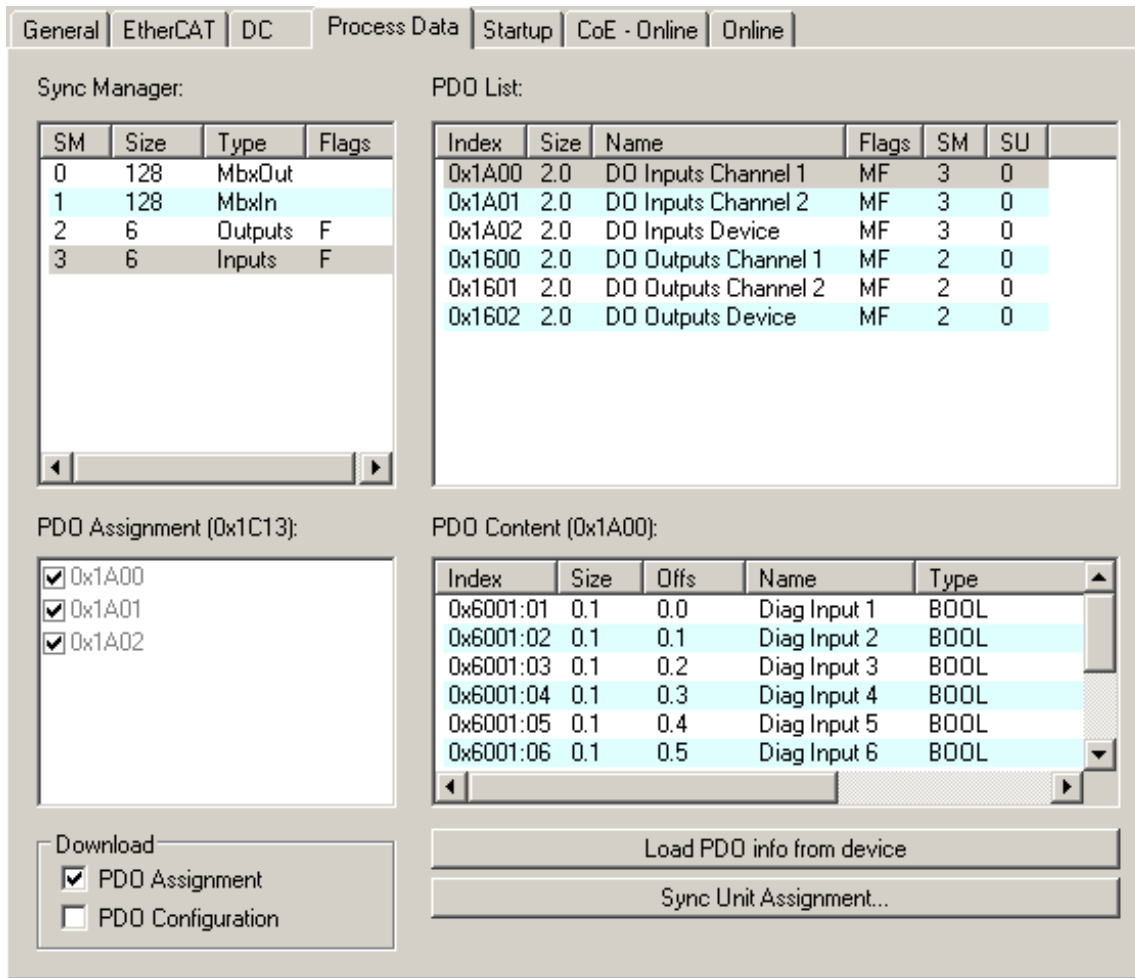 General EtherCAT DC Process Data Startup CoE - Online Online
Sync Manager:
SM Size Type Flags
0 128 MbxOut
1 128 MbxIn
2 6 Outputs F
3 6 Inputs F
PDO List:
Index Size Name Flags SM SU
0x1A00 2.0 DO Inputs Channel 1 MF 3 0
0x1A01 2.0 DO Inputs Channel 2 MF 3 0
0x1A02 2.0 DO Inputs Device MF 3 0
0x1600 2.0 DO Outputs Channel 1 MF 2 0
0x1601 2.0 DO Outputs Channel 2 MF 2 0
0x1602 2.0 DO Outputs Device MF 2 0
PDO Assignment (0x1C13):
0x1A00
0x1A01
0x1A02
PDO Content (0x1A00):
Index Size Offs Name Type
0x6001:01 0.1 0.0 Diag Input 1 BOOL
0x6001:02 0.1 0.1 Diag Input 2 BOOL
0x6001:03 0.1 0.2 Diag Input 3 BOOL
0x6001:04 0.1 0.3 Diag Input 4 BOOL
0x6001:05 0.1 0.4 Diag Input 5 BOOL
0x6001:06 0.1 0.5 Diag Input 6 BOOL
Download
PDO Assignment
PDO Configuration
Load PDO info from device
Sync Unit Assignment...